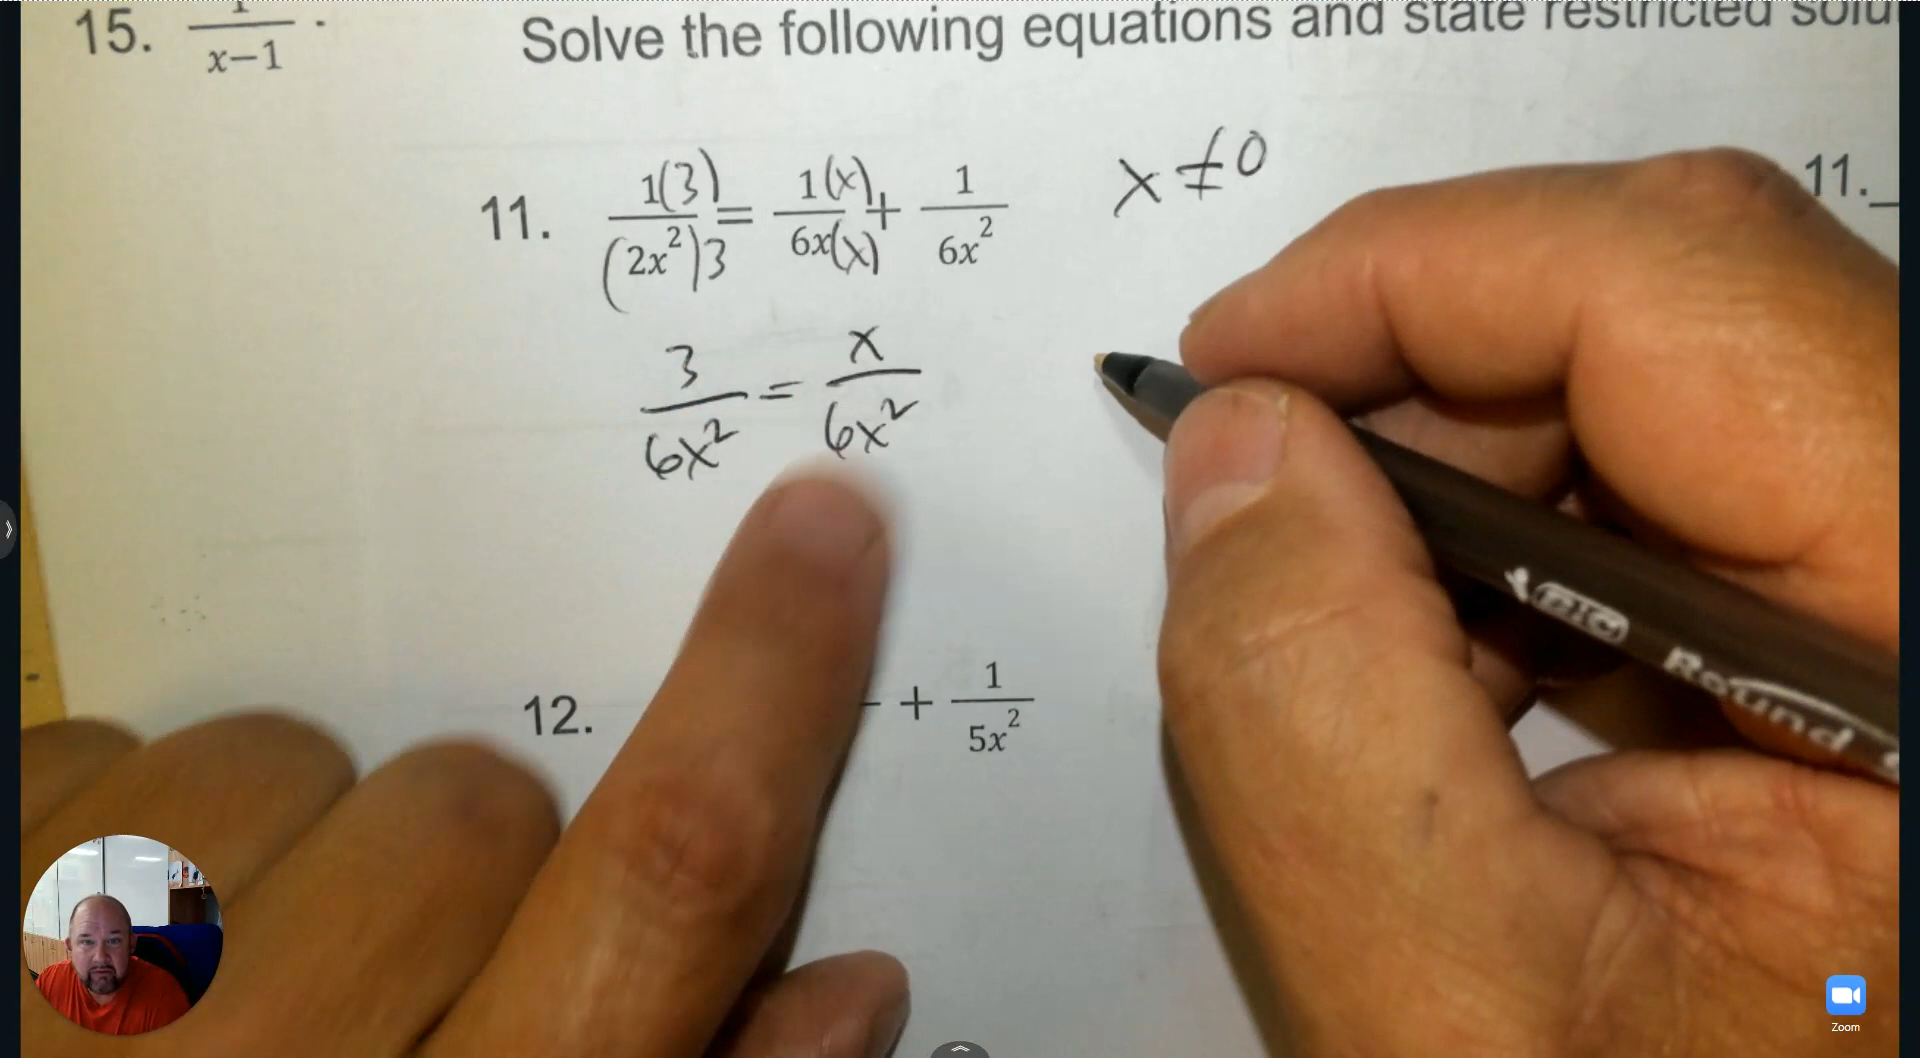 15. 1/(x−1) ·
Solve the following equations and state restricted
11. 1(3)/((2x²)3) = 1(x)/(6x(x)) + 1/(6x²) x ≠ 0 11.
3/(6x²) = x/(6x²)
12. + 1/(5x²)
BIC Round
Zoom